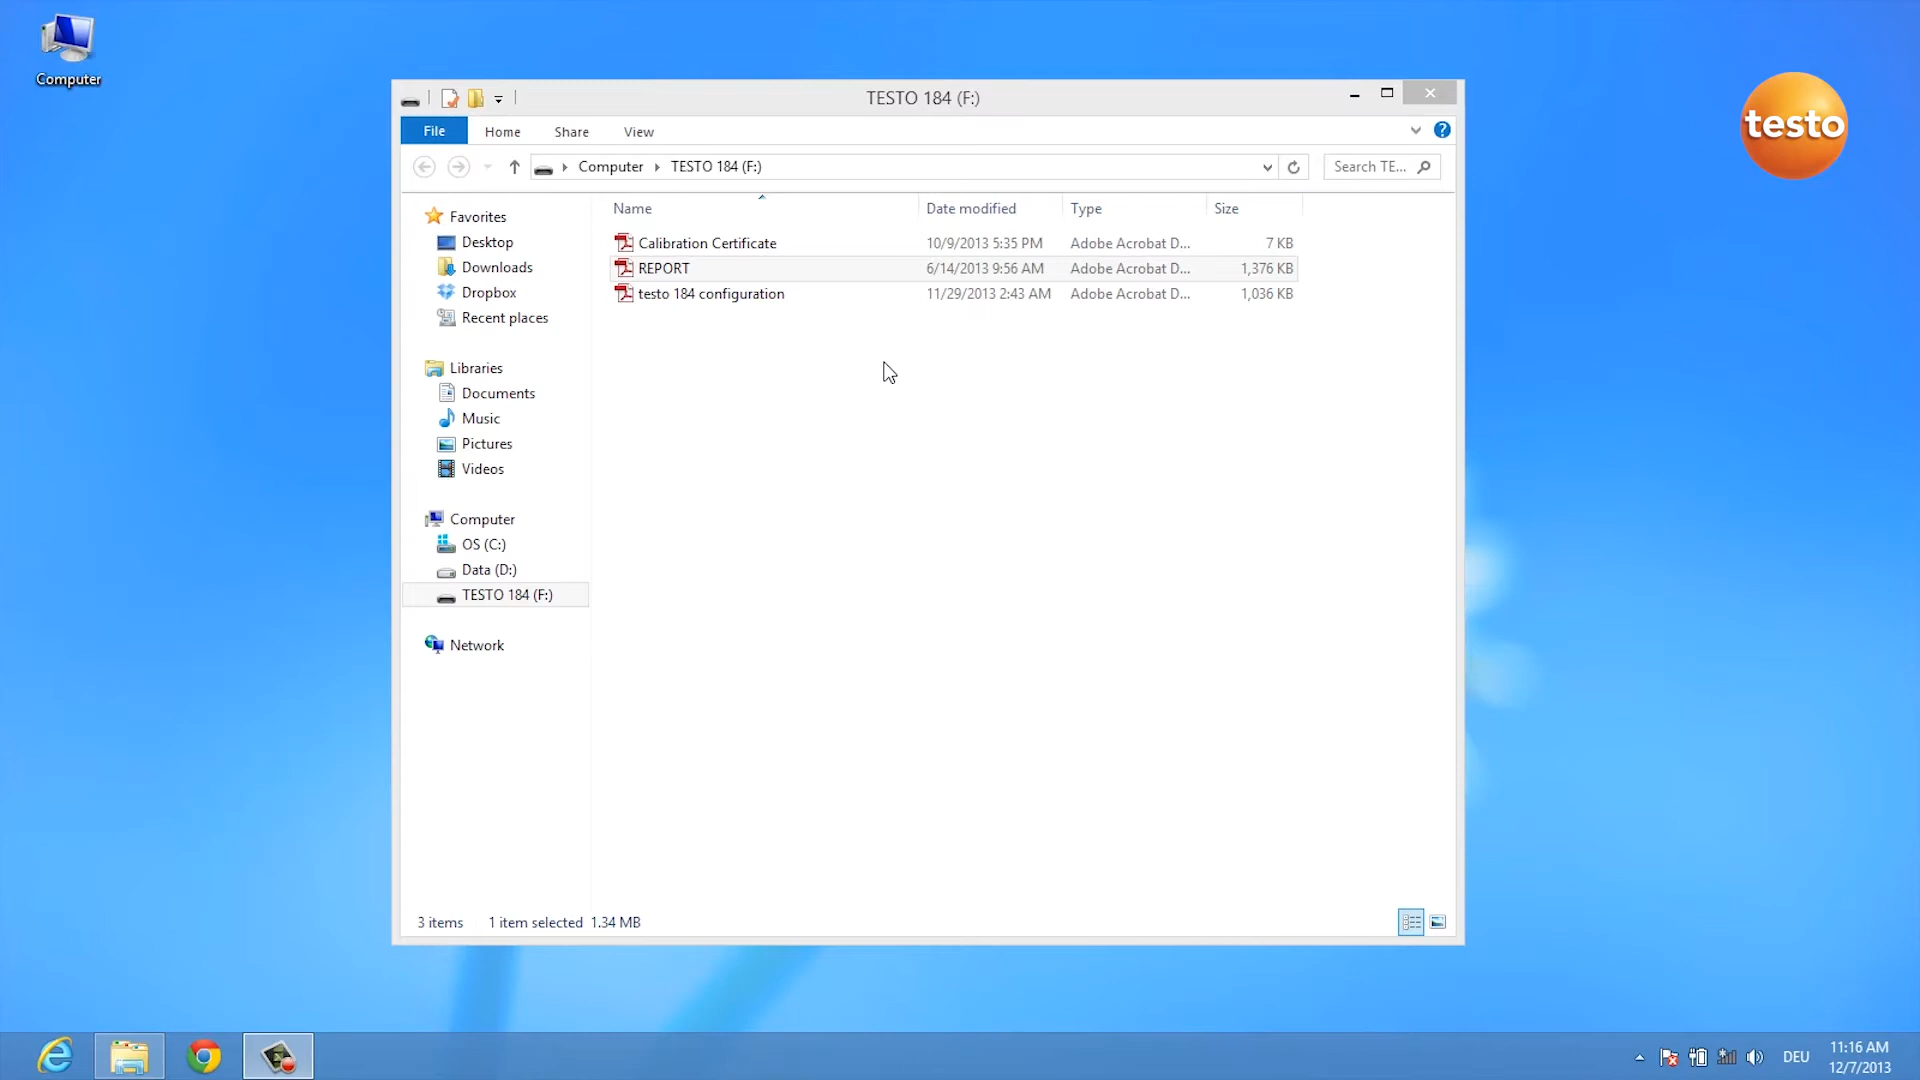 Computer
TESTO 184 (F:)
testo
File Home Share View
Computer TESTO 184 (F:) Search TE...
Name Date modified Type Size
Favorites
Desktop
Downloads
Dropbox
Recent places
Libraries
Documents
Music
Pictures
Videos
Computer
OS (C:)
Data (D:)
TESTO 184 (F:)
Network
Calibration Certificate 10/9/2013 5:35 PM Adobe Acrobat D... 7 KB
REPORT 6/14/2013 9:56 AM Adobe Acrobat D... 1,376 KB
testo 184 configuration 11/29/2013 2:43 AM Adobe Acrobat D... 1,036 KB
3 items 1 item selected 1.34 MB
DEU
11:16 AM
12/7/2013